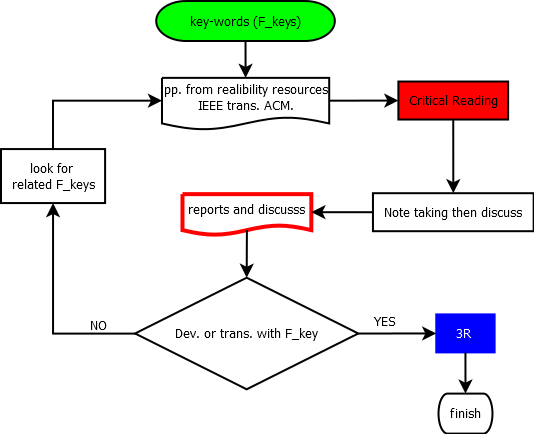 key-words (F_keys)
pp. from realibility resources
IEEE trans. ACM.
Critical Reading
look for
related F_keys
reports and discusss
Note taking then discuss
Dev. or trans. with F_key
NO
YES
3R
finish